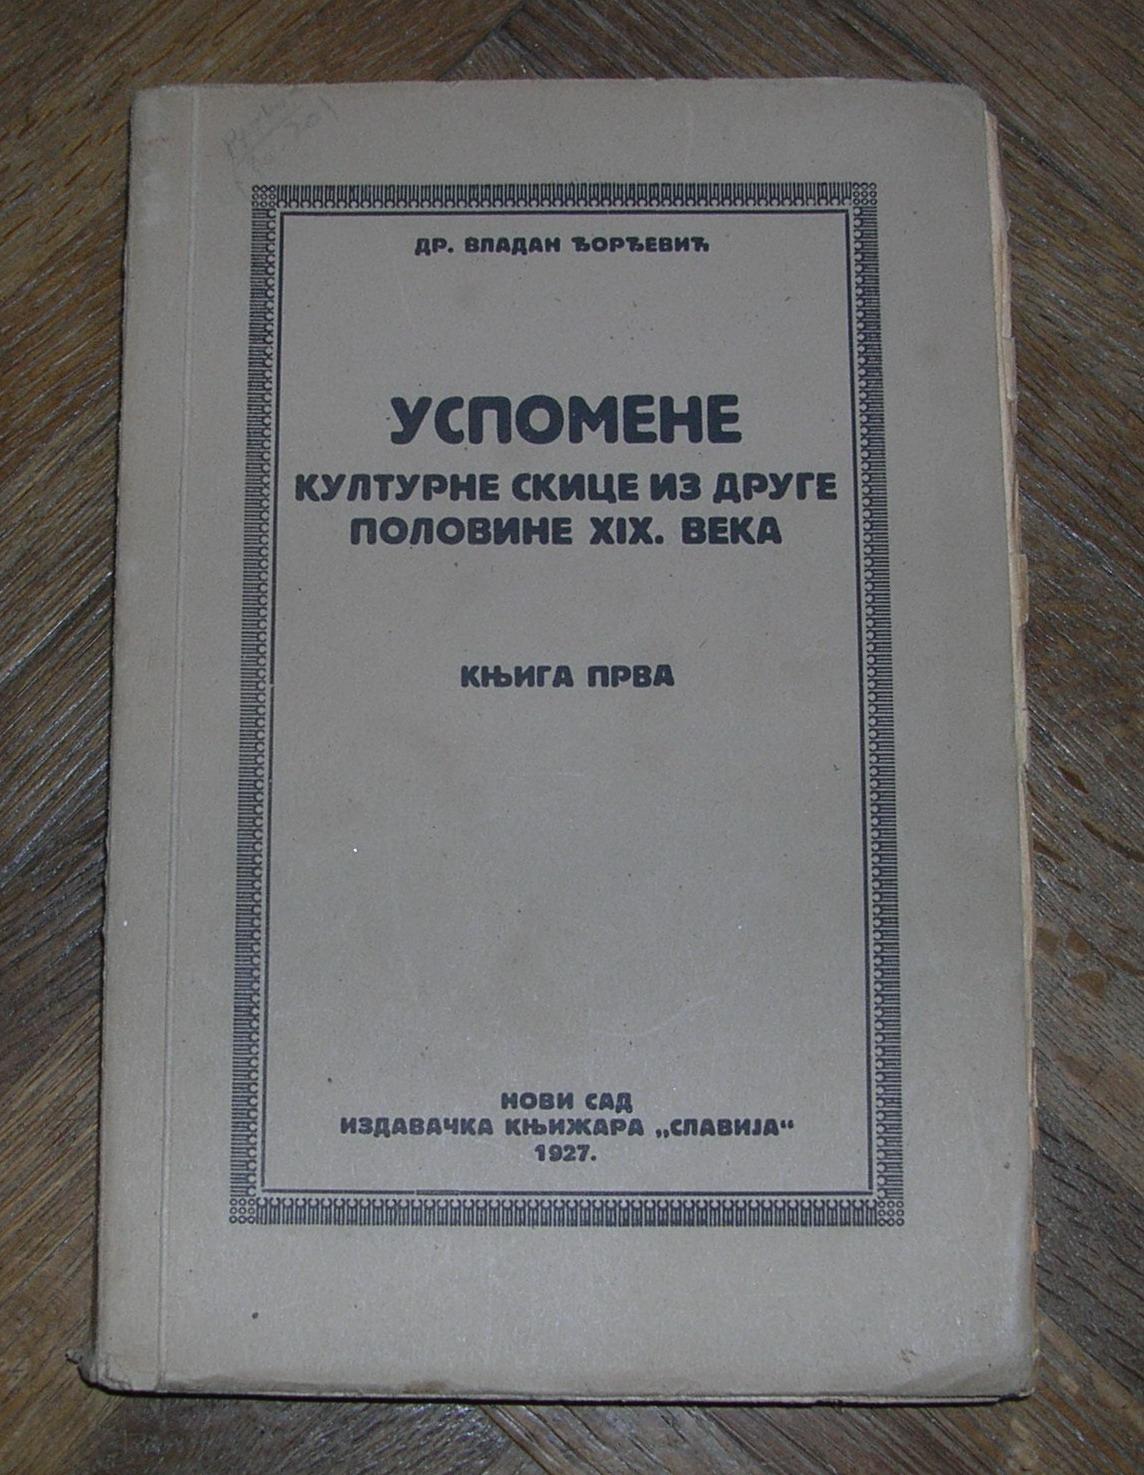 ДР. ВЛАДАН ЂОРЂЕВИЋ
УСПОМЕНЕ
КУЛТУРНЕ СКИЦЕ ИЗ ДРУГЕ
ПОЛОВИНЕ XIX. ВЕКА
КЊИГА ПРВА
НОВИ САД
ИЗДАВАЧКА КЊИЖАРА „СЛАВИЈА“
1927.